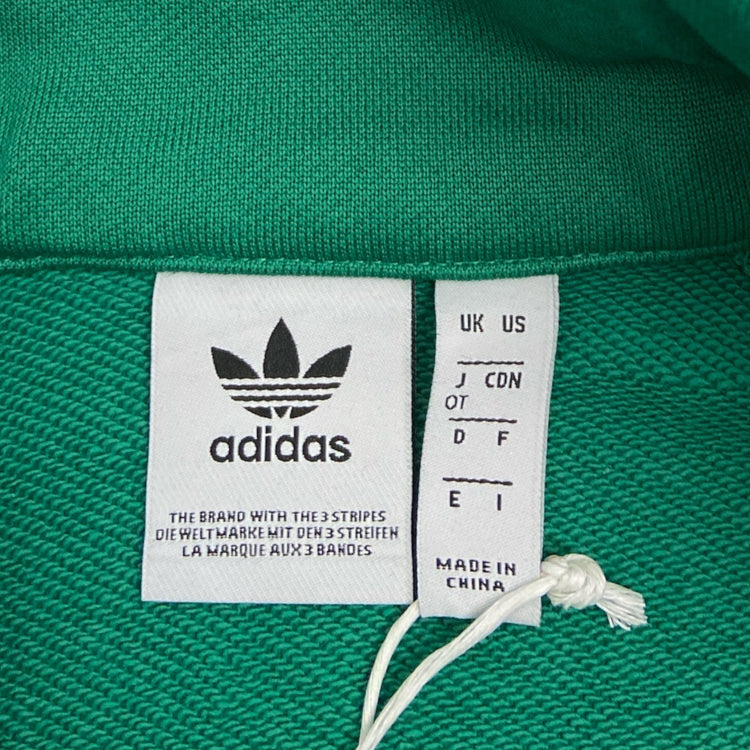 adidas
THE BRAND WITH THE 3 STRIPES
DIE WELTMARKE MIT DEN 3 STREIFEN
LA MARQUE AUX 3 BANDES
UK US
J CDN
OT
D F
E I
MADE IN
CHINA